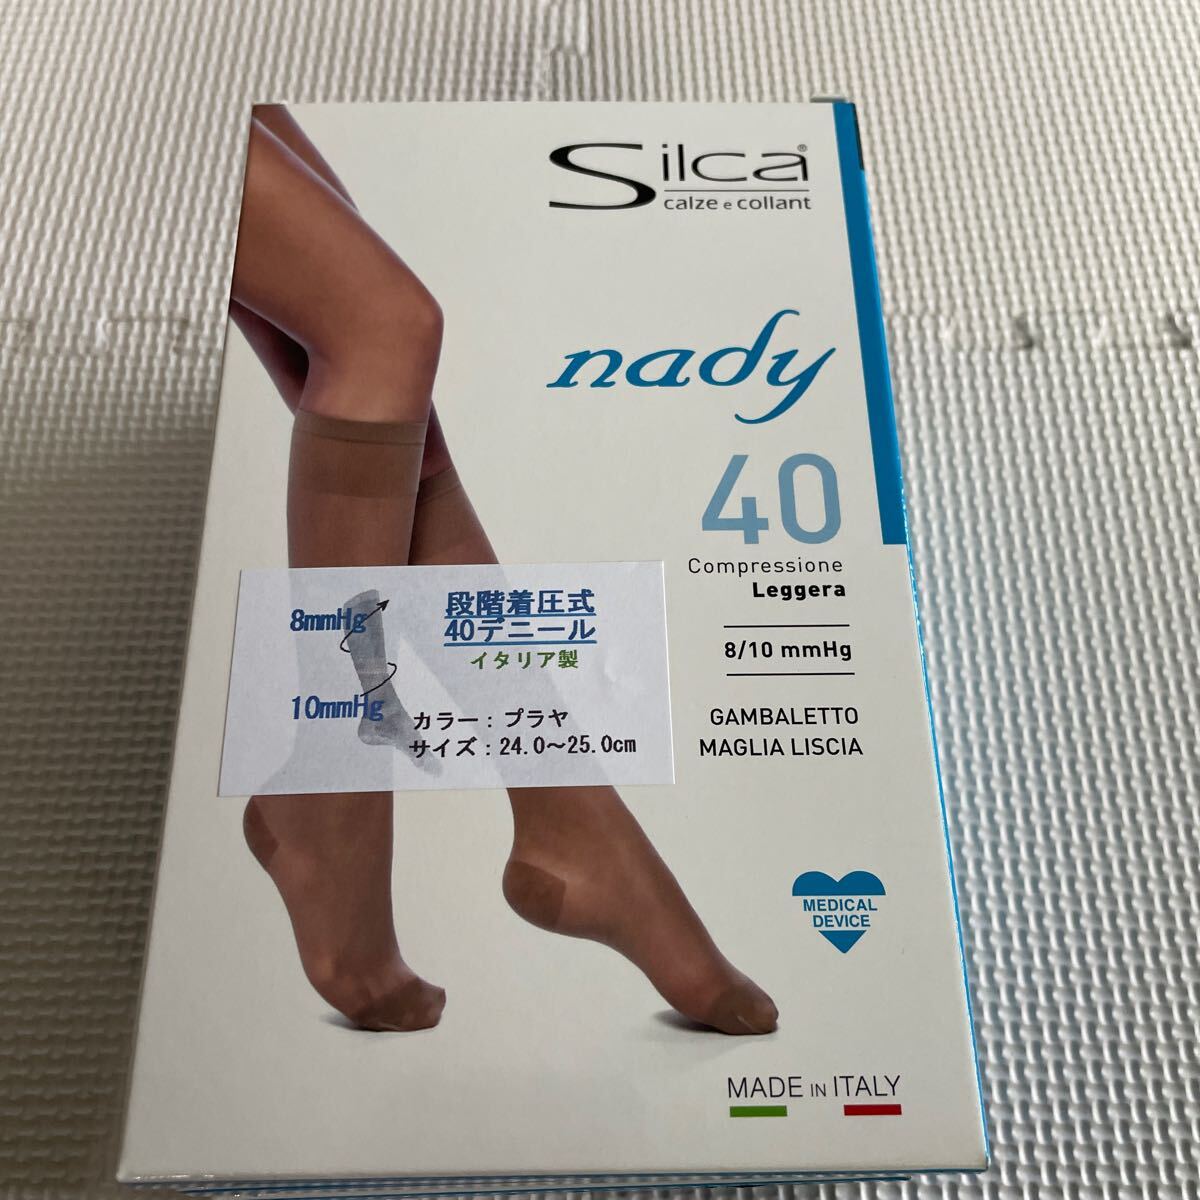 Silca®
calze e collant
nady
40
Compressione
Leggera
8/10 mmHg
GAMBALETTO
MAGLIA LISCIA
8mmHg
10mmHg
段階着圧式
40デニール
イタリア製
カラー：プラヤ
サイズ：24.0～25.0cm
MEDICAL
DEVICE
MADE IN ITALY